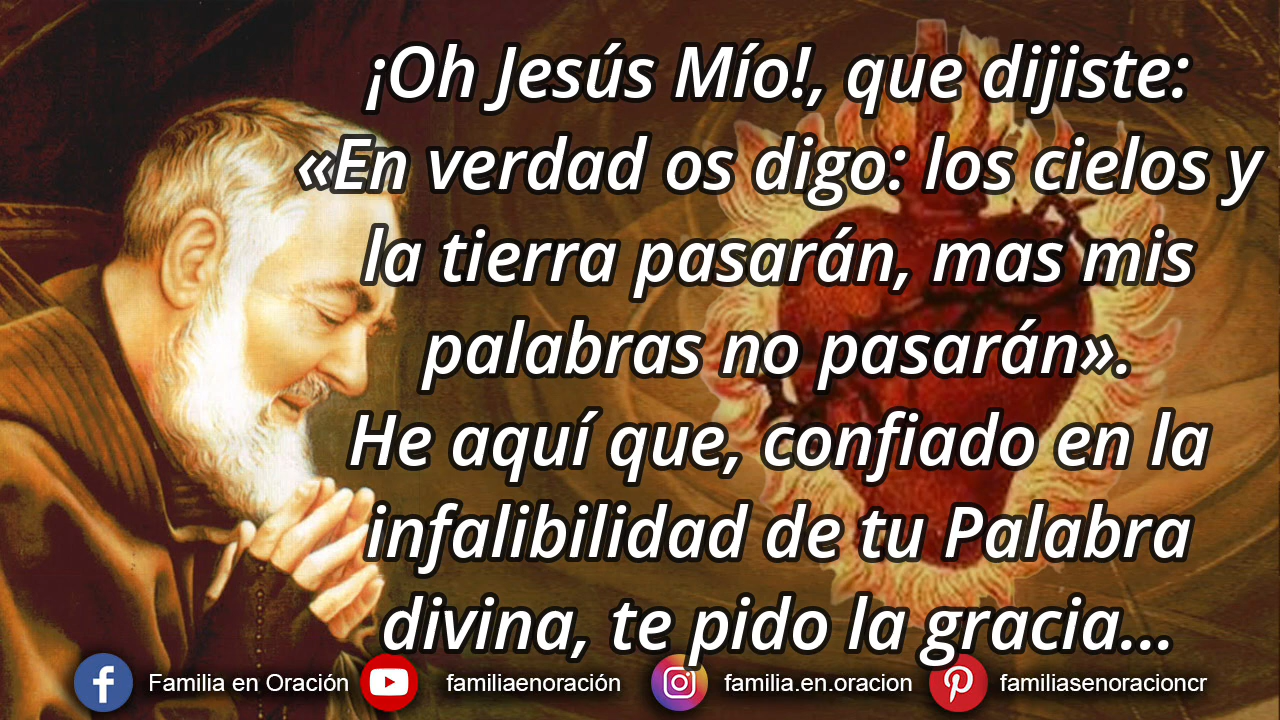 ¡Oh Jesús Mío!, que dijiste:
«En verdad os digo: los cielos y
la tierra pasarán, mas mis
palabras no pasarán».
He aquí que, confiado en la
infalibilidad de tu Palabra
divina, te pido la gracia...
Familia en Oración familiaenoración familia.en.oracion familiasenoracioncr